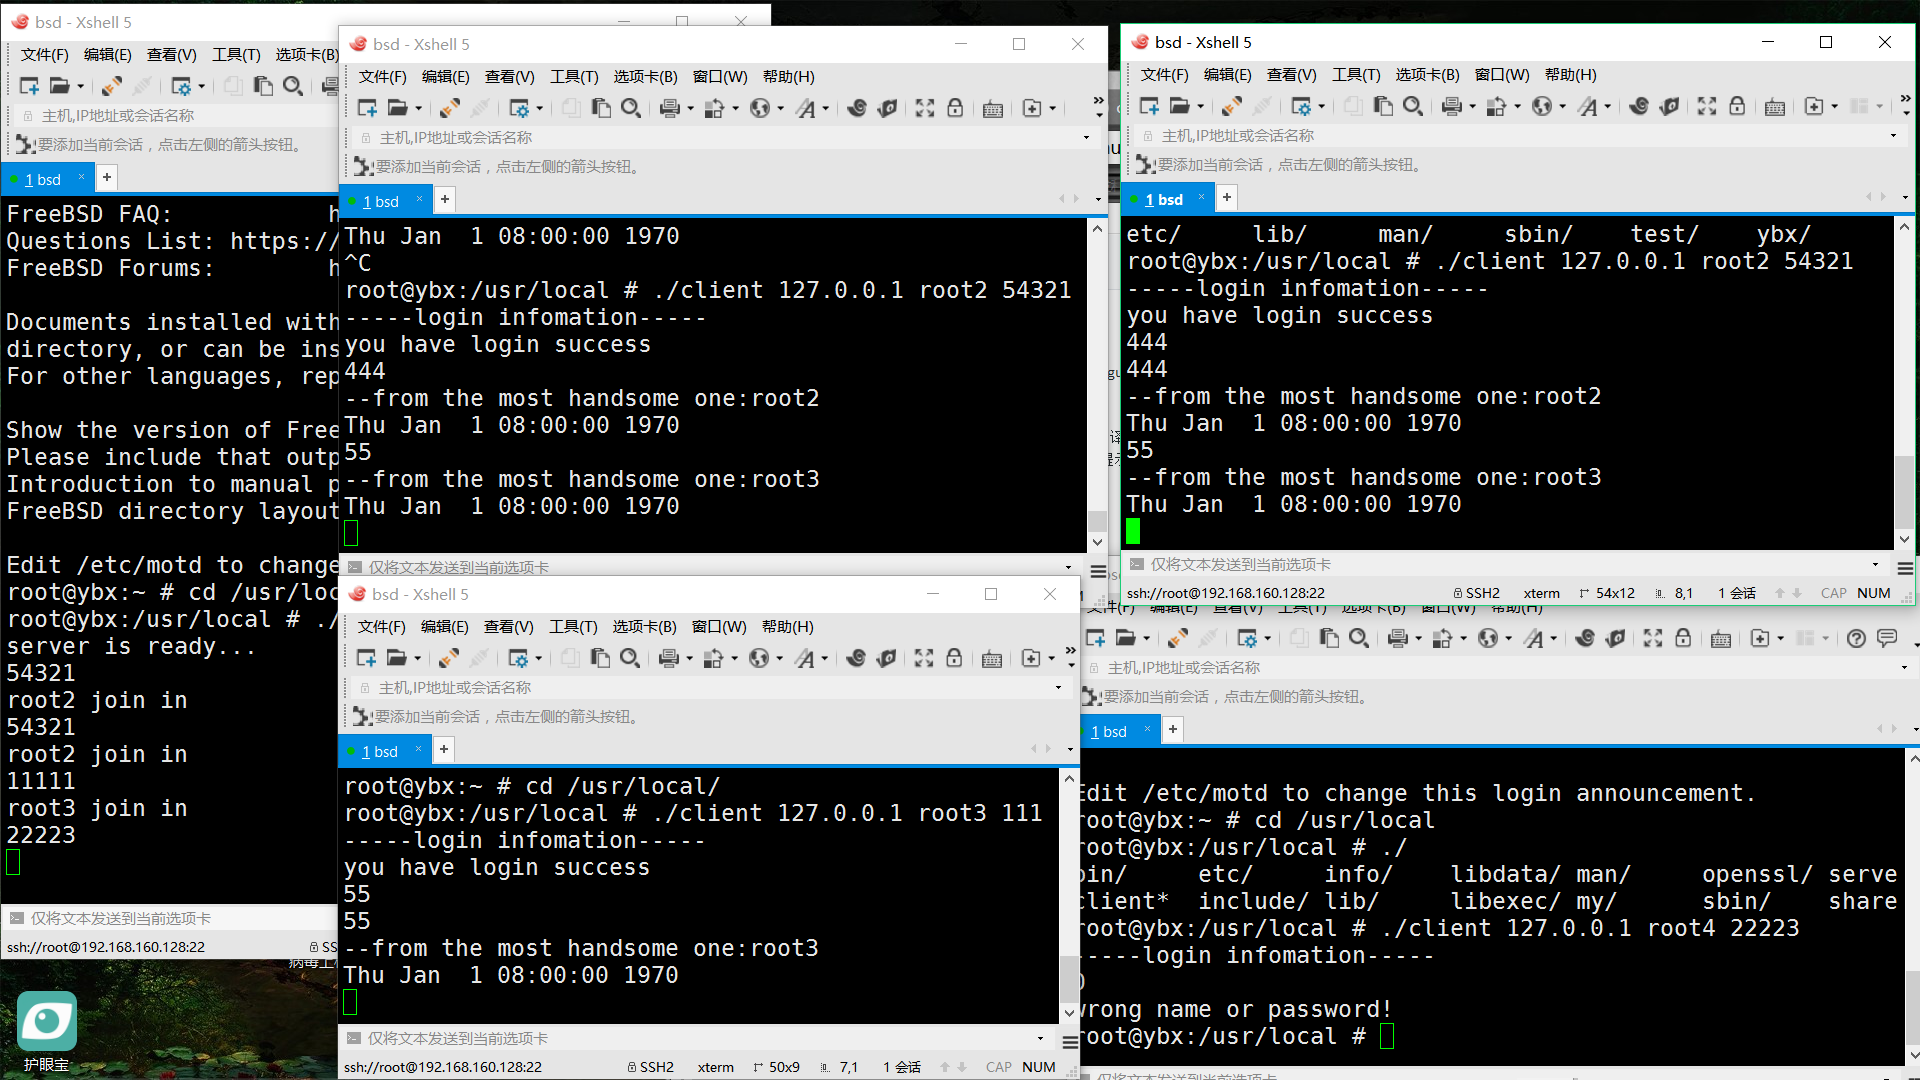 bsd - Xshell 5
文件(F) 编辑(E) 查看(V) 工具(T) 选项卡(B)
主机,IP地址或会话名称
要添加当前会话，点击左侧的箭头按钮。
1 bsd
FreeBSD FAQ:
Questions List: https://
FreeBSD Forums:
Documents installed with
directory, or can be ins
For other languages, rep
Show the version of Free
Please include that outp
Introduction to manual p
FreeBSD directory layout
Edit /etc/motd to change
root@ybx:~ # cd /usr/loc
root@ybx:/usr/local # ./
server is ready...
54321
root2 join in
54321
root2 join in
11111
root3 join in
22223
仅将文本发送到当前选项卡
ssh://root@192.168.160.128:22 SS
护眼宝
bsd - Xshell 5
文件(F) 编辑(E) 查看(V) 工具(T) 选项卡(B) 窗口(W) 帮助(H)
主机,IP地址或会话名称
要添加当前会话，点击左侧的箭头按钮。
1 bsd
Thu Jan  1 08:00:00 1970
^C
root@ybx:/usr/local # ./client 127.0.0.1 root2 54321
-----login infomation-----
you have login success
444
--from the most handsome one:root2
Thu Jan  1 08:00:00 1970
55
--from the most handsome one:root3
Thu Jan  1 08:00:00 1970
仅将文本发送到当前选项卡
bsd - Xshell 5
文件(F) 编辑(E) 查看(V) 工具(T) 选项卡(B) 窗口(W) 帮助(H)
主机,IP地址或会话名称
要添加当前会话，点击左侧的箭头按钮。
1 bsd
etc/ lib/ man/ sbin/ test/ ybx/
root@ybx:/usr/local # ./client 127.0.0.1 root2 54321
-----login infomation-----
you have login success
444
444
--from the most handsome one:root2
Thu Jan  1 08:00:00 1970
55
--from the most handsome one:root3
Thu Jan  1 08:00:00 1970
仅将文本发送到当前选项卡
ssh://root@192.168.160.128:22 SSH2 xterm 54x12 8,1 1 会话 CAP NUM
bsd - Xshell 5
文件(F) 编辑(E) 查看(V) 工具(T) 选项卡(B) 窗口(W) 帮助(H)
主机,IP地址或会话名称
要添加当前会话，点击左侧的箭头按钮。
1 bsd
root@ybx:~ # cd /usr/local/
root@ybx:/usr/local # ./client 127.0.0.1 root3 111
-----login infomation-----
you have login success
55
55
--from the most handsome one:root3
Thu Jan  1 08:00:00 1970
仅将文本发送到当前选项卡
ssh://root@192.168.160.128:22 SSH2 xterm 50x9 7,1 1 会话 CAP NUM
文件(F) 编辑(E) 查看(V) 工具(T) 选项卡(B) 窗口(W) 帮助(H)
主机,IP地址或会话名称
要添加当前会话，点击左侧的箭头按钮。
1 bsd
Edit /etc/motd to change this login announcement.
root@ybx:~ # cd /usr/local
root@ybx:/usr/local # ./
bin/ etc/ info/ libdata/ man/ openssl/ serve
client* include/ lib/ libexec/ my/ sbin/ share
root@ybx:/usr/local # ./client 127.0.0.1 root4 22223
-----login infomation-----
0
wrong name or password!
root@ybx:/usr/local #
仅将文本发送到当前选项卡